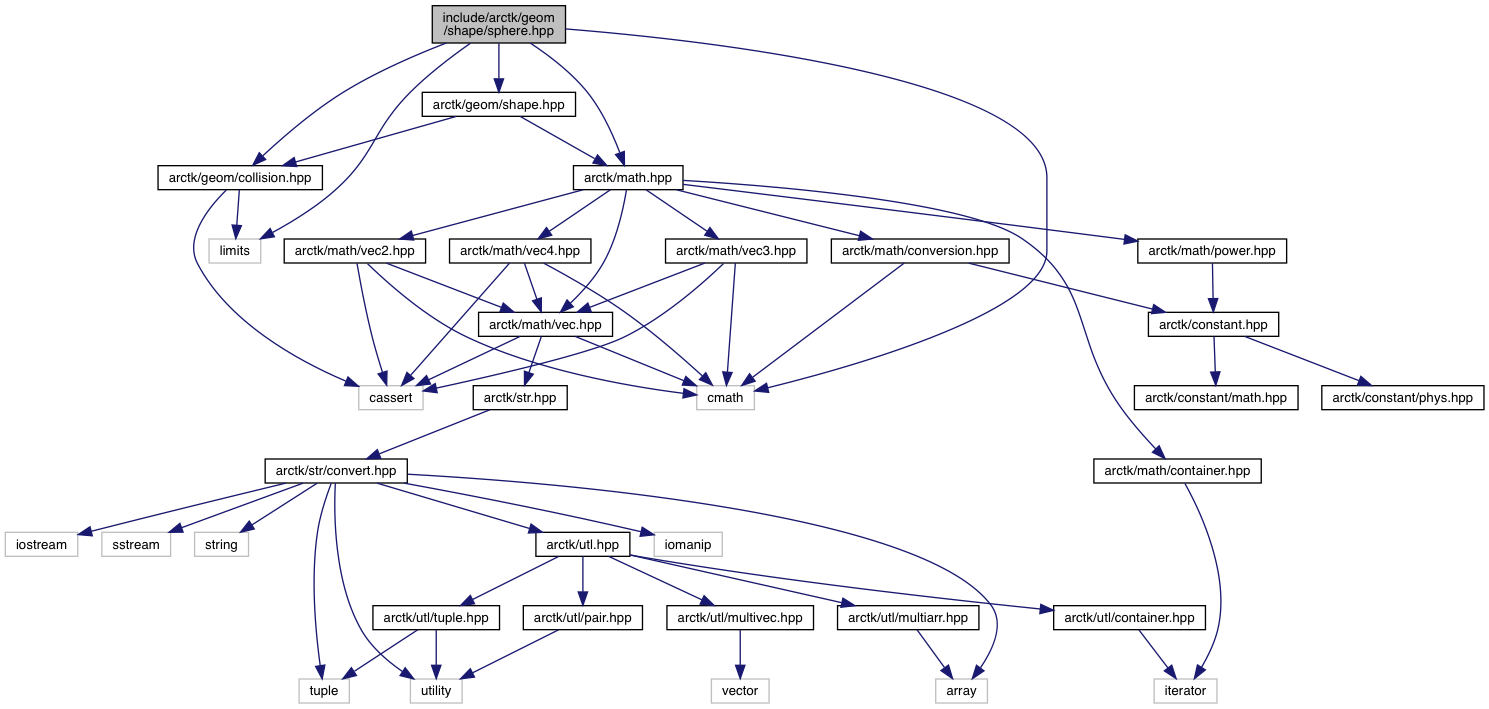 include/arctk/geom
/shape/sphere.hpp
arctk/geom/shape.hpp
arctk/geom/collision.hpp
arctk/math.hpp
limits
arctk/math/vec2.hpp
arctk/math/vec4.hpp
arctk/math/vec3.hpp
arctk/math/conversion.hpp
arctk/math/power.hpp
arctk/math/vec.hpp
arctk/constant.hpp
cassert
arctk/str.hpp
cmath
arctk/constant/math.hpp
arctk/constant/phys.hpp
arctk/str/convert.hpp
arctk/math/container.hpp
iostream
sstream
string
arctk/utl.hpp
iomanip
arctk/utl/tuple.hpp
arctk/utl/pair.hpp
arctk/utl/multivec.hpp
arctk/utl/multiarr.hpp
arctk/utl/container.hpp
tuple
utility
vector
array
iterator